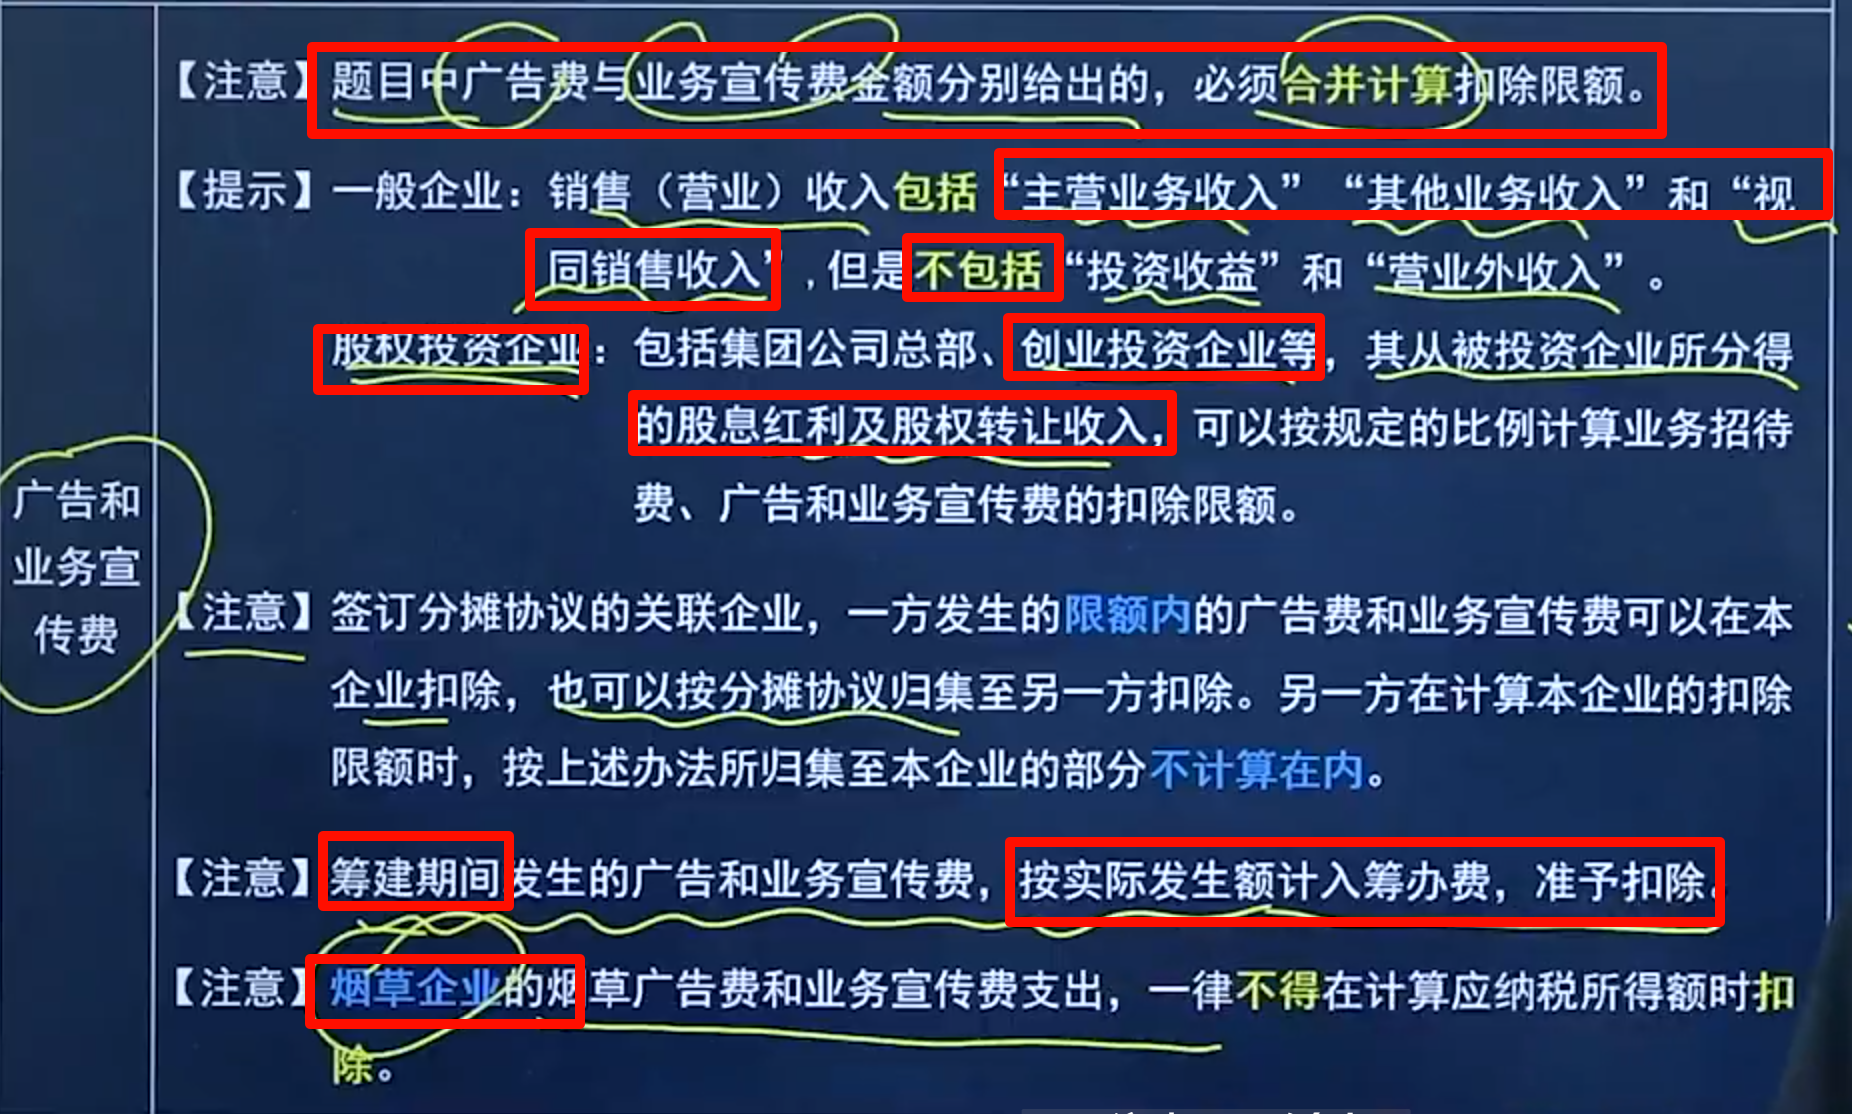 【注意】题目中广告费与业务宣传费金额分别给出的，必须合并计算扣除限额。
【提示】一般企业：销售（营业）收入包括“主营业务收入”“其他业务收入”和“视
同销售收入”，但是不包括“投资收益”和“营业外收入”。
股权投资企业：包括集团公司总部、创业投资企业等，其从被投资企业所分得
的股息红利及股权转让收入，可以按规定的比例计算业务招待
费、广告和业务宣传费的扣除限额。
广告和
业务宣
传费
【注意】签订分摊协议的关联企业，一方发生的限额内的广告费和业务宣传费可以在本
企业扣除，也可以按分摊协议归集至另一方扣除。另一方在计算本企业的扣除
限额时，按上述办法所归集至本企业的部分不计算在内。
【注意】筹建期间发生的广告和业务宣传费，按实际发生额计入筹办费，准予扣除。
【注意】烟草企业的烟草广告费和业务宣传费支出，一律不得在计算应纳税所得额时扣
除。